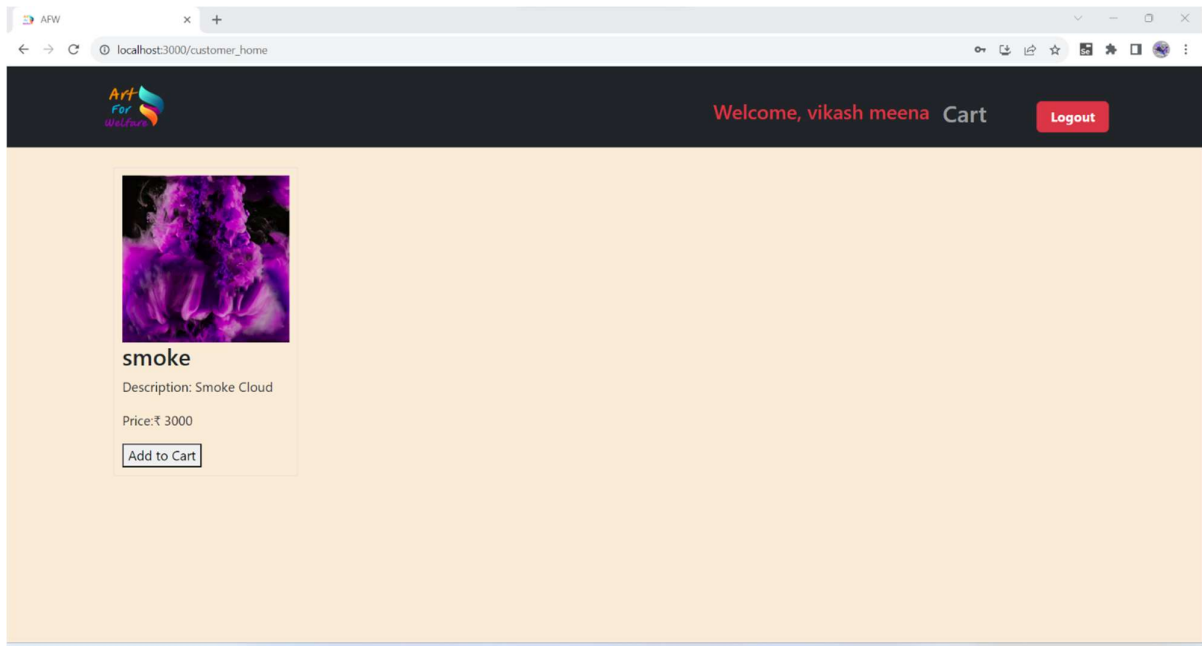 AFW
localhost:3000/customer_home
Art
For
Welfare
Welcome, vikash meena Cart Logout
smoke
Description: Smoke Cloud
Price:₹ 3000
Add to Cart